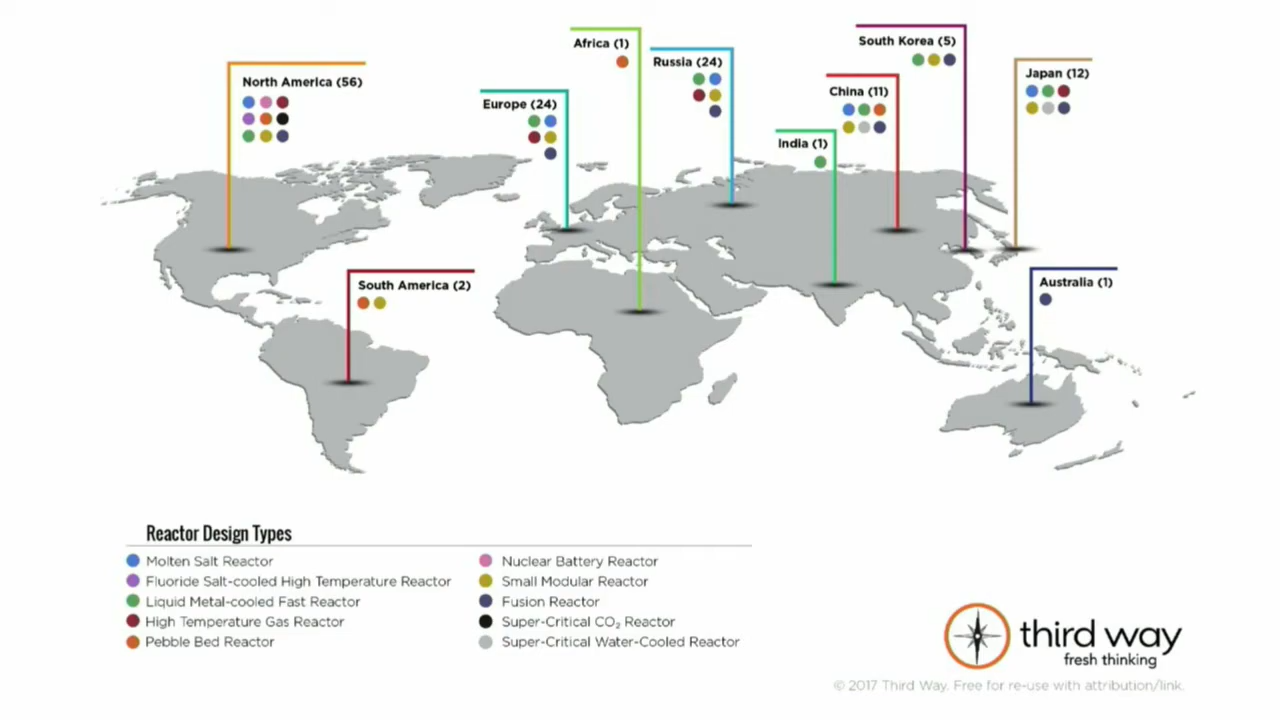 Africa (1)
South Korea (5)
Russia (24)
Japan (12)
North America (56)
China (11)
Europe (24)
India (1)
South America (2)
Australia (1)
Reactor Design Types
Molten Salt Reactor
Nuclear Battery Reactor
Fluoride Salt-cooled High Temperature Reactor
Small Modular Reactor
Liquid Metal-cooled Fast Reactor
Fusion Reactor
High Temperature Gas Reactor
Super-Critical CO₂ Reactor
Pebble Bed Reactor
Super-Critical Water-Cooled Reactor
third way
fresh thinking
© 2017 Third Way. Free for re-use with attribution/link.